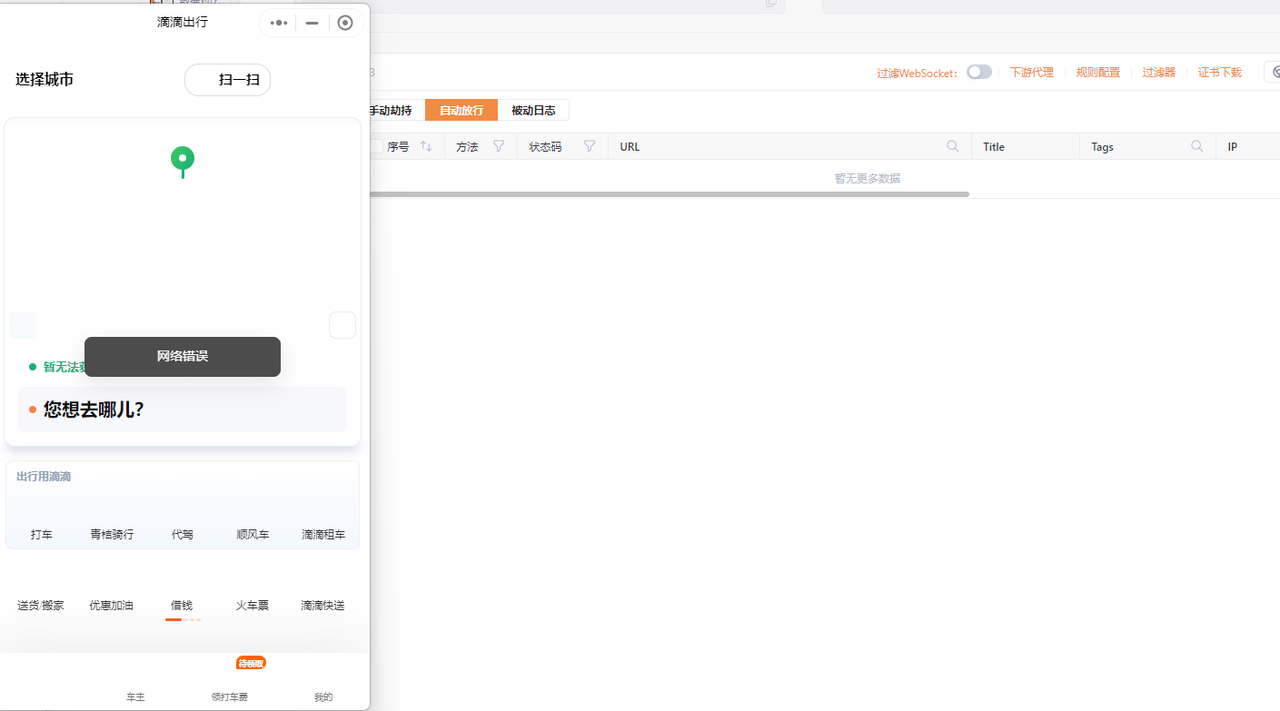 滴滴出行
选择城市
扫一扫
网络错误
暂无法
您想去哪儿?
出行用滴滴
打车 青桔骑行 代驾 顺风车 滴滴租车
送货/搬家 优惠加油 借钱 火车票 滴滴快送
待领取
车主 领打车费 我的
过滤WebSocket: 下游代理 规则配置 过滤器 证书下载
手动劫持 自动放行 被动日志
序号 方法 状态码 URL Title Tags IP
暂无更多数据